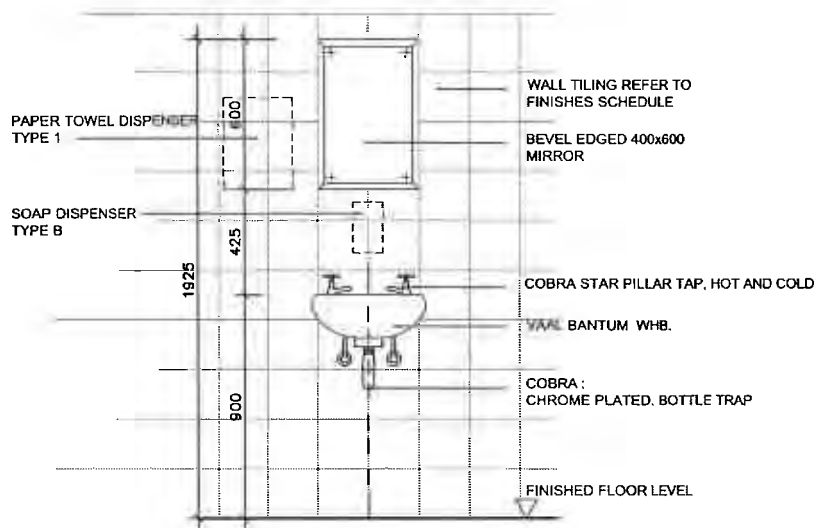 WALL TILING REFER TO
FINISHES SCHEDULE
PAPER TOWEL DISPENSER
TYPE 1
600
BEVEL EDGED 400x600
MIRROR
SOAP DISPENSER
TYPE B
425
1925
COBRA STAR PILLAR TAP, HOT AND COLD
VAAL BANTUM WHB.
COBRA :
CHROME PLATED. BOTTLE TRAP
900
FINISHED FLOOR LEVEL